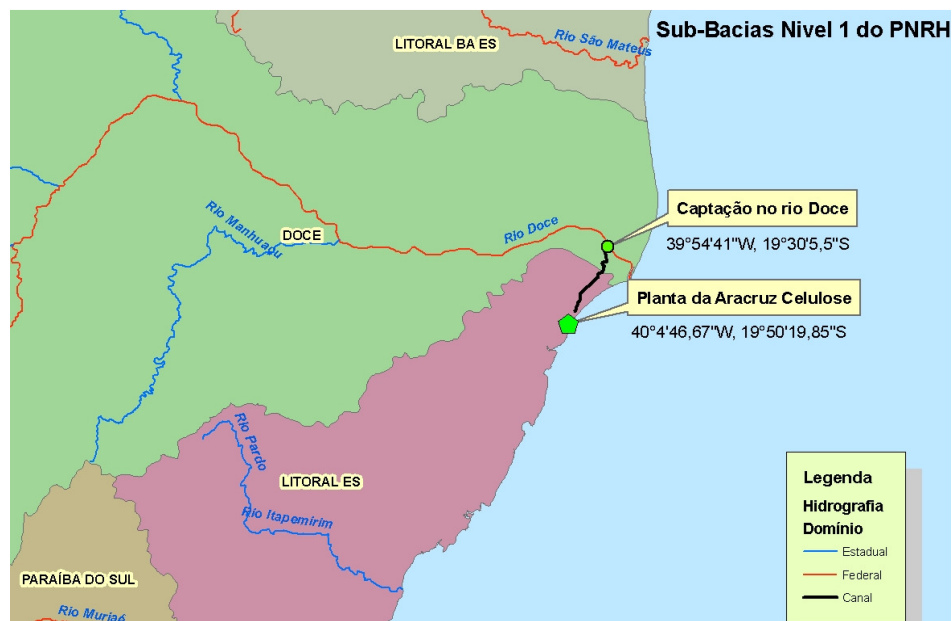 Sub-Bacias Nivel 1 do PNRH
LITORAL BA ES
Rio São Mateus
Captação no rio Doce
39°54'41"W, 19°30'5,5"S
Rio Manhuaçu
DOCE
Rio Doce
Planta da Aracruz Celulose
40°4'46,67"W, 19°50'19,85"S
Rio Pardo
LITORAL ES
Rio Itapemirim
PARAÍBA DO SUL
Rio Muriaé
Legenda
Hidrografia
Domínio
Estadual
Federal
Canal